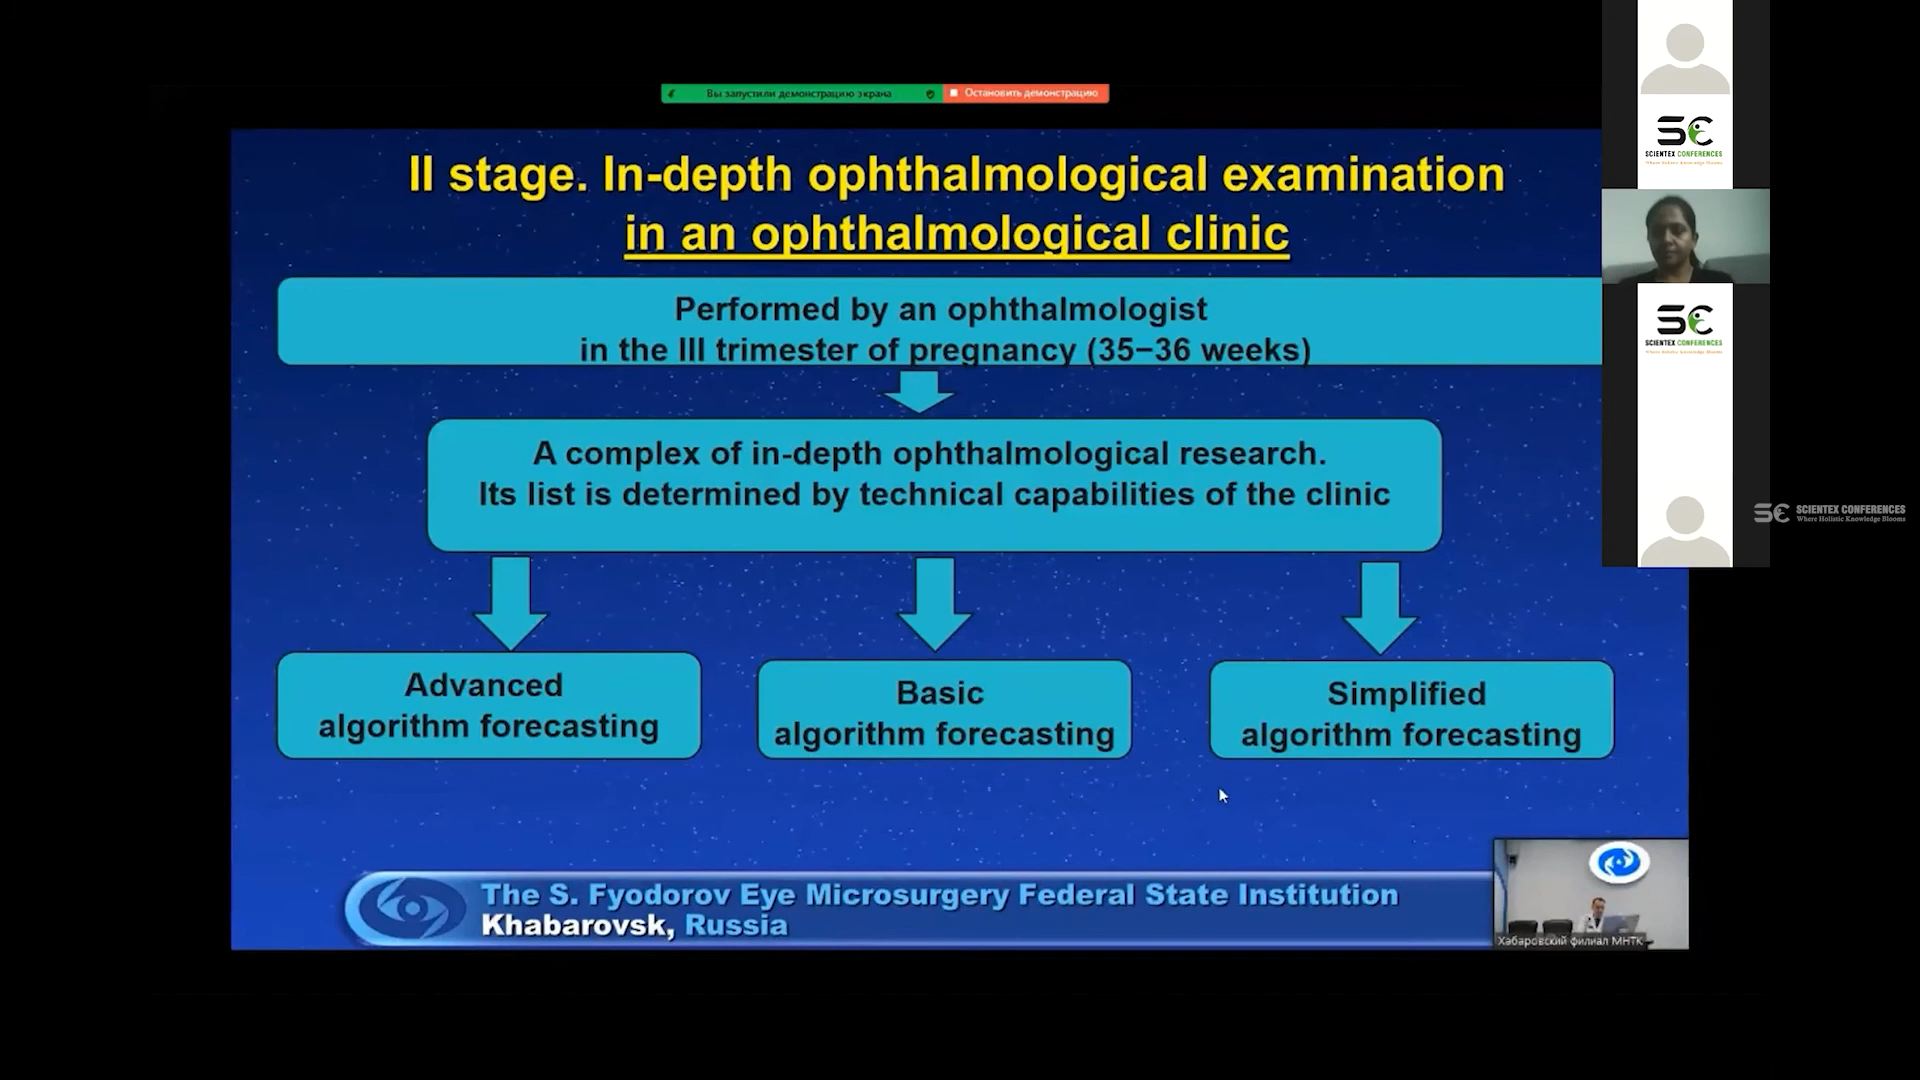 Вы запустили демонстрацию экрана
Остановить демонстрацию
II stage. In-depth ophthalmological examination
in an ophthalmological clinic
Performed by an ophthalmologist
in the III trimester of pregnancy (35–36 weeks)
A complex of in-depth ophthalmological research.
Its list is determined by technical capabilities of the clinic
Advanced
algorithm forecasting
Basic
algorithm forecasting
Simplified
algorithm forecasting
The S. Fyodorov Eye Microsurgery Federal State Institution
Khabarovsk, Russia
Хабаровский филиал МНТК
SC
SCIENTEX CONFERENCES
SC
SCIENTEX CONFERENCES
SC
SCIENTEX CONFERENCES
Where Holistic Knowledge Blooms